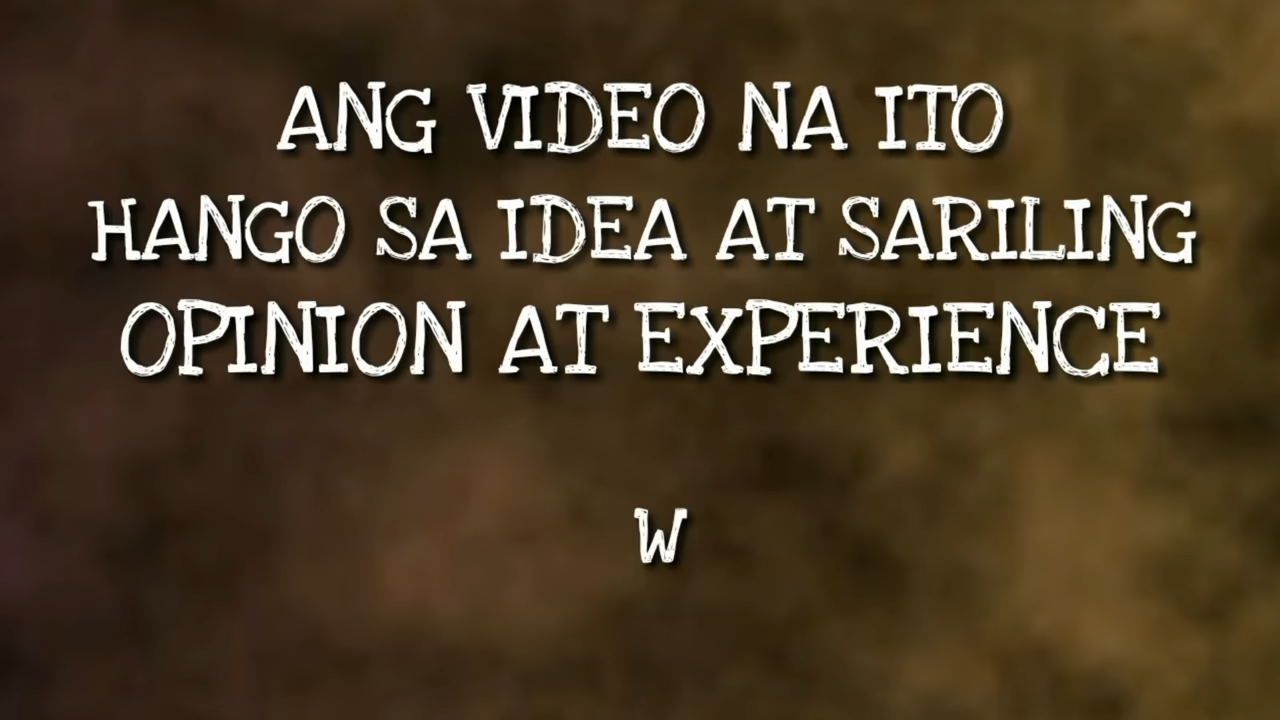 ANG VIDEO NA ITO
HANGO SA IDEA AT SARILING
OPINION AT EXPERIENCE
W